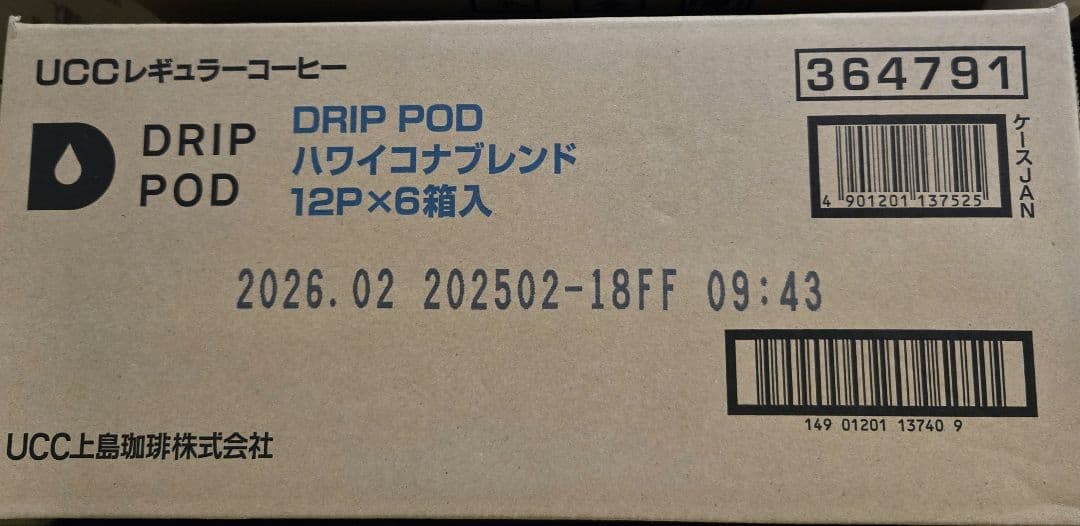 UCCレギュラーコーヒー
364791
DRIP
POD
DRIP POD
ハワイコナブレンド
12P×6箱入
ケースJAN
4 901201 137525
2026.02 202502-18FF 09:43
149 01201 13740 9
UCC上島珈琲株式会社